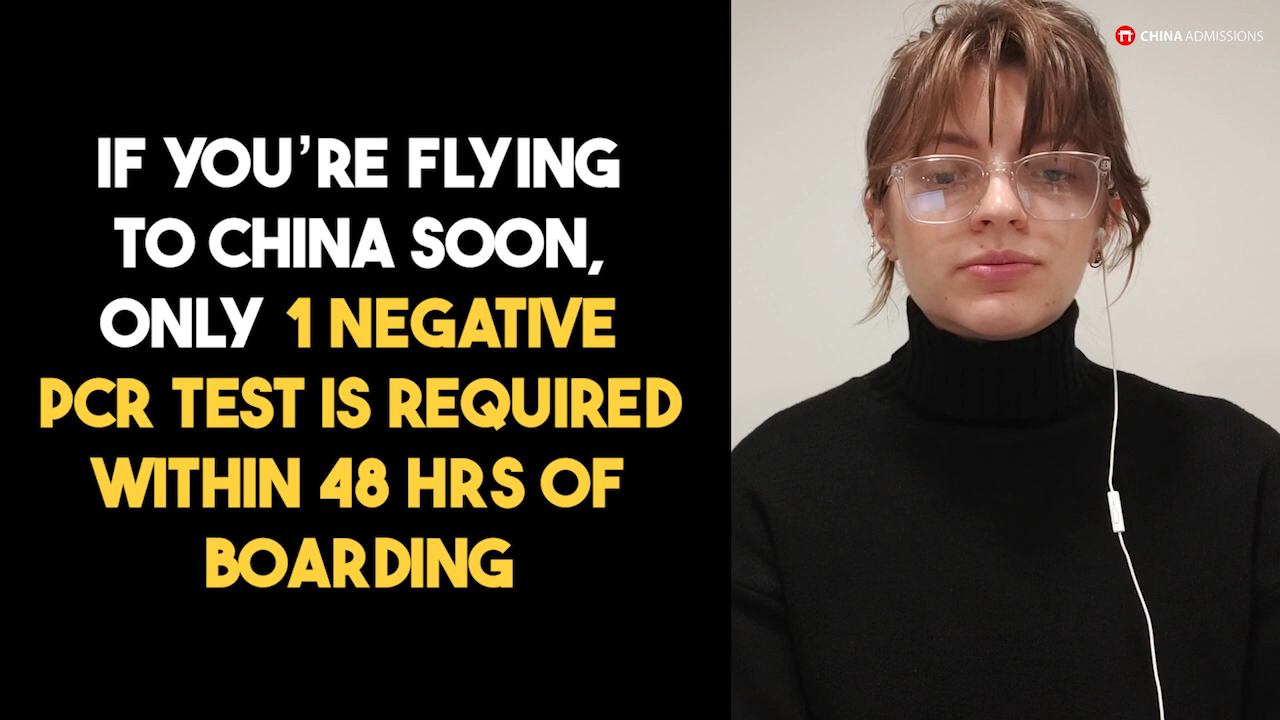 IF YOU'RE FLYING
TO CHINA SOON,
ONLY 1 NEGATIVE
PCR TEST IS REQUIRED
WITHIN 48 HRS OF
BOARDING
CHINA ADMISSIONS